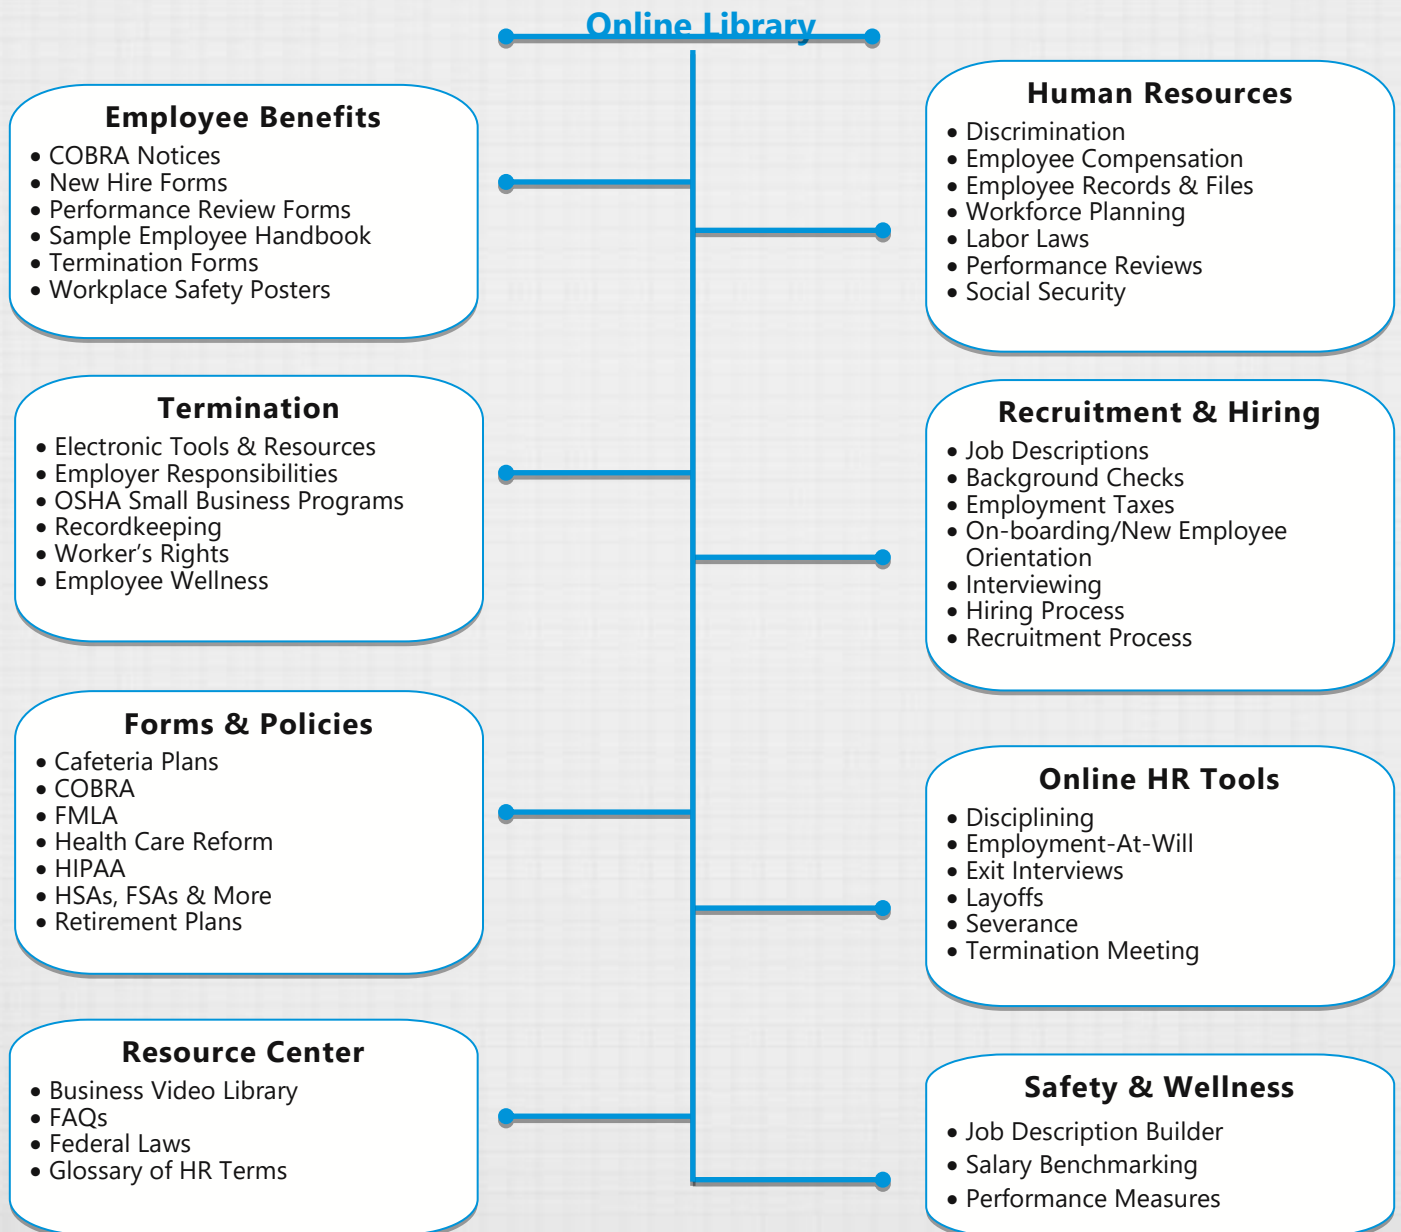 Online Library
Employee Benefits
• COBRA Notices
• New Hire Forms
• Performance Review Forms
• Sample Employee Handbook
• Termination Forms
• Workplace Safety Posters
Human Resources
• Discrimination
• Employee Compensation
• Employee Records & Files
• Workforce Planning
• Labor Laws
• Performance Reviews
• Social Security
Termination
• Electronic Tools & Resources
• Employer Responsibilities
• OSHA Small Business Programs
• Recordkeeping
• Worker’s Rights
• Employee Wellness
Recruitment & Hiring
• Job Descriptions
• Background Checks
• Employment Taxes
• On-boarding/New Employee
Orientation
• Interviewing
• Hiring Process
• Recruitment Process
Forms & Policies
• Cafeteria Plans
• COBRA
• FMLA
• Health Care Reform
• HIPAA
• HSAs, FSAs & More
• Retirement Plans
Online HR Tools
• Disciplining
• Employment-At-Will
• Exit Interviews
• Layoffs
• Severance
• Termination Meeting
Resource Center
• Business Video Library
• FAQs
• Federal Laws
• Glossary of HR Terms
Safety & Wellness
• Job Description Builder
• Salary Benchmarking
• Performance Measures